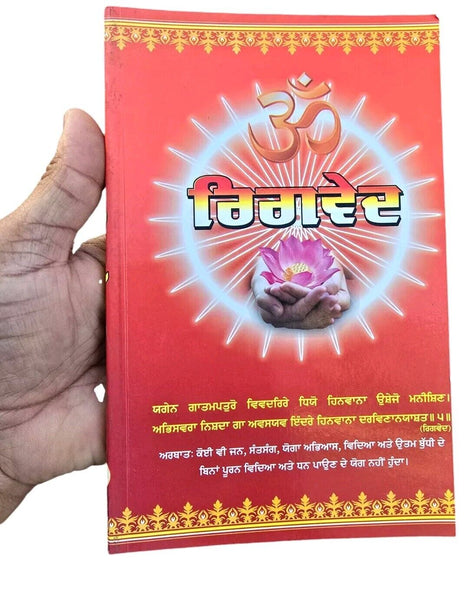 ॐ
ਰਿਗਵੇਦ
ਯਗੇਨ ਗਾਤਮਪਤੁਰੋ ਵਿਵਦਰਿਰੇ ਧਿਯੋ ਹਿਨਵਾਨਾ ਉਸ਼ੇਜੋ ਮਨੀਸ਼ਿਣ।
ਅਭਿਸਵਰਾ ਨਿਸ਼ਦਾ ਗਾ ਅਵਸਯਵ ਇੰਦਰੇ ਹਿਨਵਾਨਾ ਦਰਵਿਣਾਨਯਾਸ਼ਤ॥੫॥
(ਰਿਗਵੇਦ)
ਅਰਥਾਤ: ਕੋਈ ਵੀ ਜਨ, ਸੰਤਸੰਗ, ਯੋਗਾ ਅਭਿਆਸ, ਵਿਦਿਆ ਅਤੇ ਉਤਮ ਬੁੱਧੀ ਦੇ
ਬਿਨਾਂ ਪੂਰਨ ਵਿਦਿਆ ਅਤੇ ਧਨ ਪਾਉਣ ਦੇ ਯੋਗ ਨਹੀਂ ਹੁੰਦਾ।